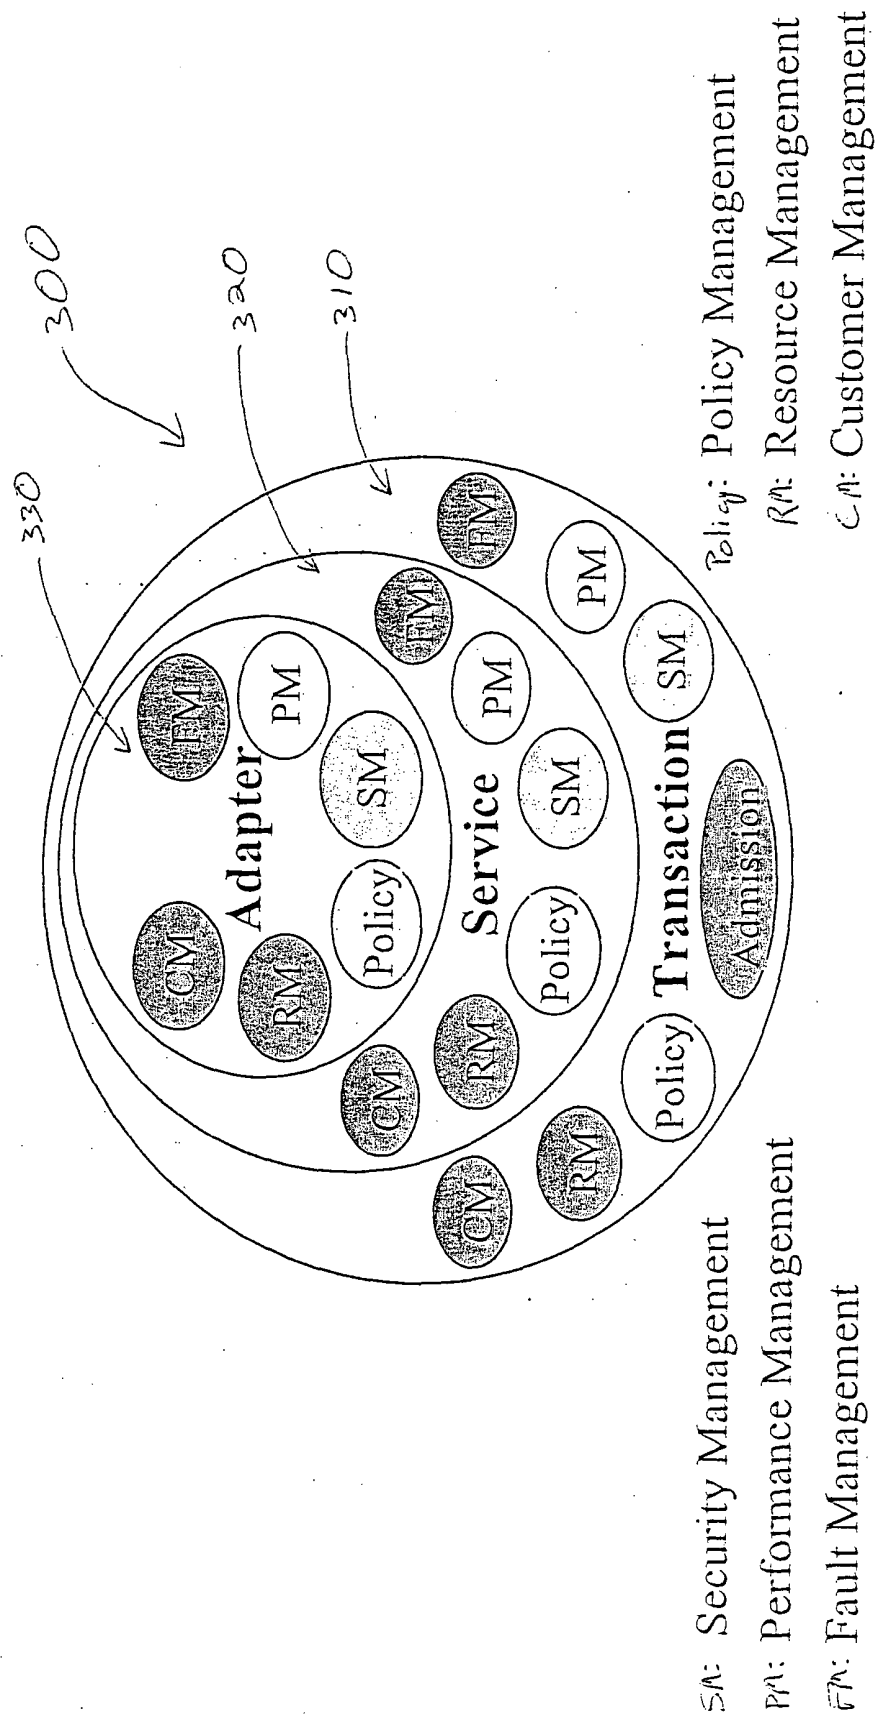 300
330
320
310
CM
FM
Adapter
RM
PM
Policy
SM
CM
FM
RM
Service
PM
Policy
SM
CM
FM
RM
PM
Policy
Transaction
SM
Admission
SM: Security Management
PM: Performance Management
FM: Fault Management
Policy: Policy Management
RM: Resource Management
CM: Customer Management